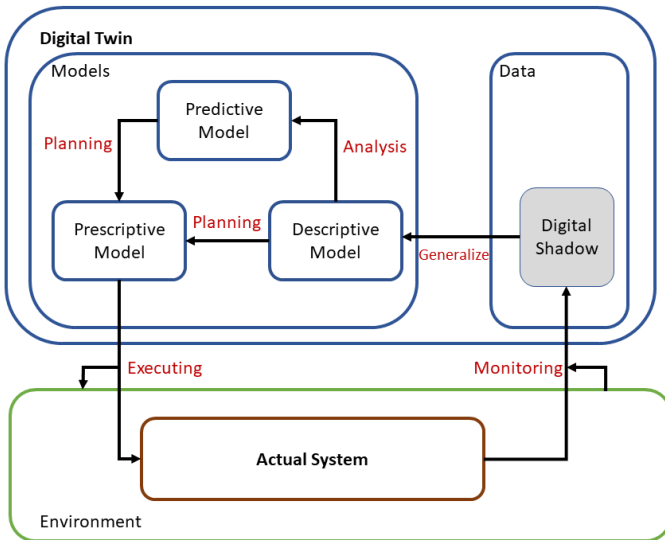 Digital Twin
Models
Data
Predictive
Model
Planning
Analysis
Prescriptive
Model
Planning
Descriptive
Model
Generalize
Digital
Shadow
Executing
Monitoring
Actual System
Environment